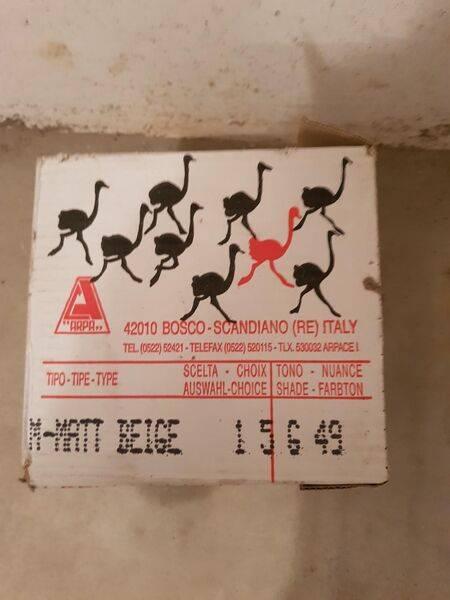 A
"ARPA"
42010 BOSCO - SCANDIANO (RE) ITALY
TEL. (0522) 52421 - TELEFAX (0522) 520115 - TLX. 530032 ARPACE I
TIPO - TIPE - TYPE
SCELTA - CHOIX
AUSWAHL - CHOICE
TONO - NUANCE
SHADE - FARBTON
M-MATT BEIGE 1 5 G 49